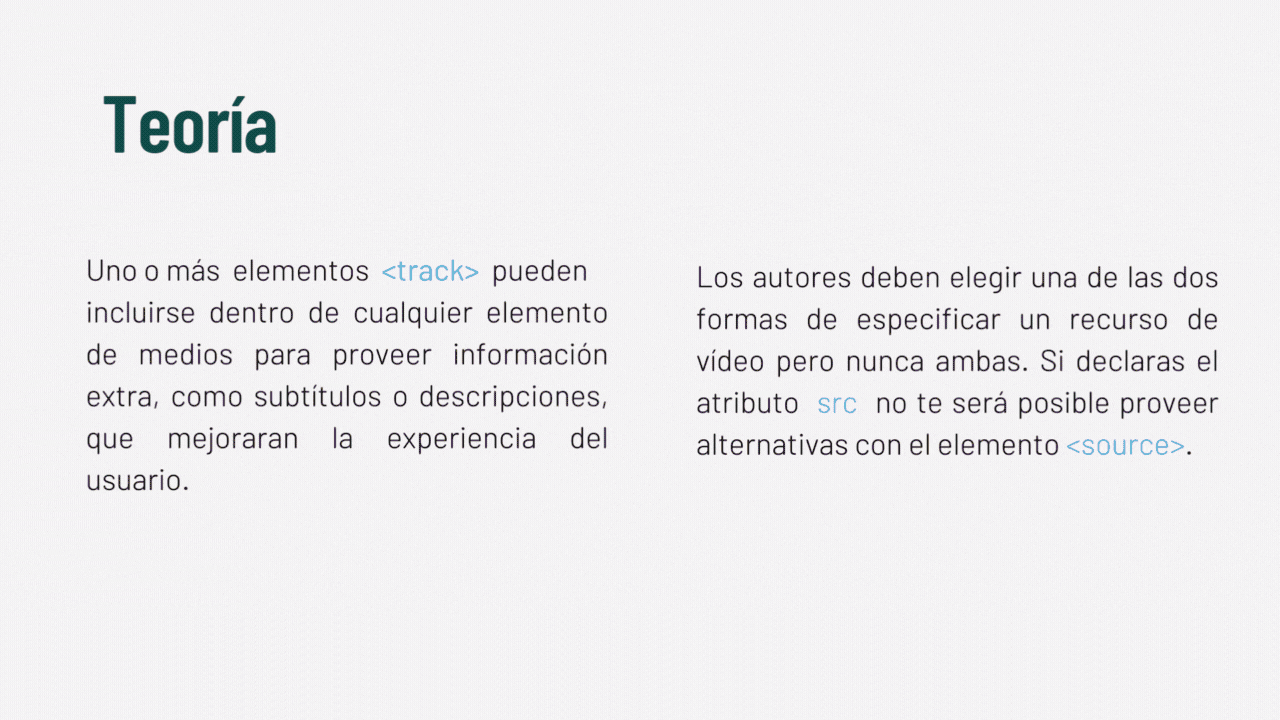 Teoría
Uno o más elementos <track> pueden
incluirse dentro de cualquier elemento
de medios para proveer información
extra, como subtítulos o descripciones,
que mejoraran la experiencia del
usuario.
Los autores deben elegir una de las dos
formas de especificar un recurso de
vídeo pero nunca ambas. Si declaras el
atributo src no te será posible proveer
alternativas con el elemento <source>.